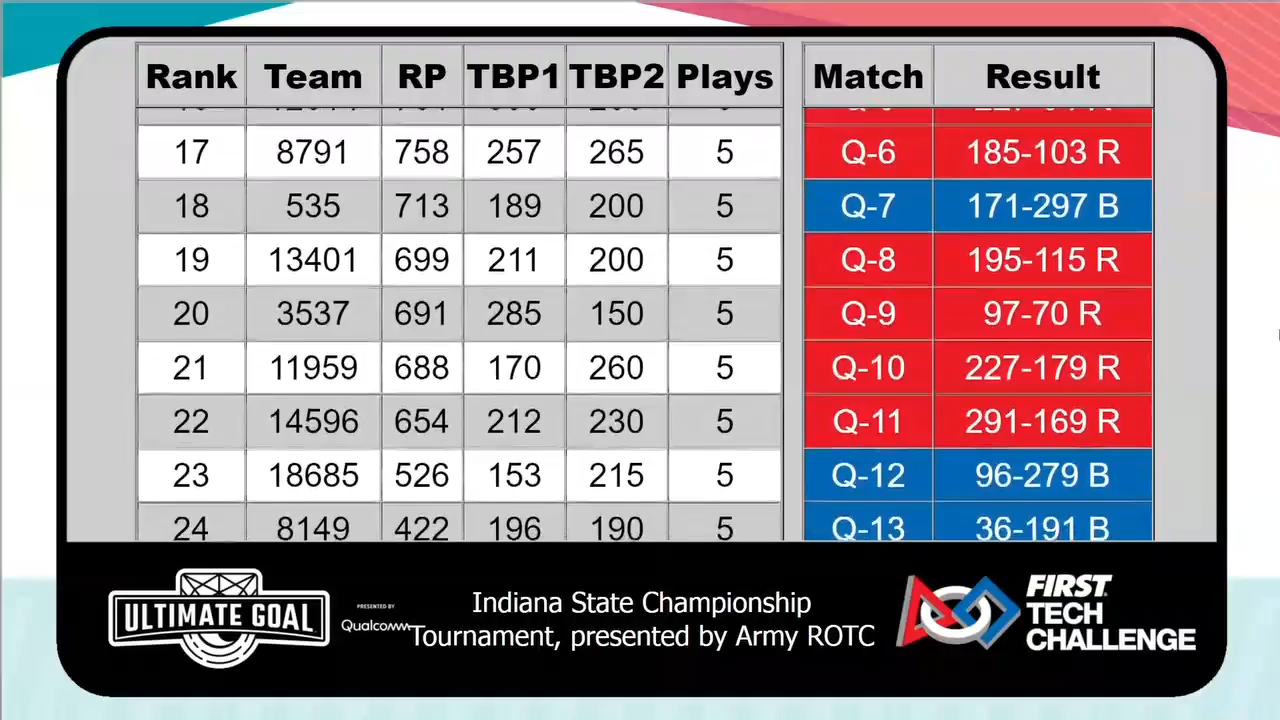 Rank Team RP TBP1 TBP2 Plays Match Result
17 8791 758 257 265 5 Q-6 185-103 R
18 535 713 189 200 5 Q-7 171-297 B
19 13401 699 211 200 5 Q-8 195-115 R
20 3537 691 285 150 5 Q-9 97-70 R
21 11959 688 170 260 5 Q-10 227-179 R
22 14596 654 212 230 5 Q-11 291-169 R
23 18685 526 153 215 5 Q-12 96-279 B
24 8149 422 196 190 5 Q-13 36-191 B
ULTIMATE GOAL
PRESENTED BY
Qualcomm
Indiana State Championship
Tournament, presented by Army ROTC
FIRST
TECH
CHALLENGE